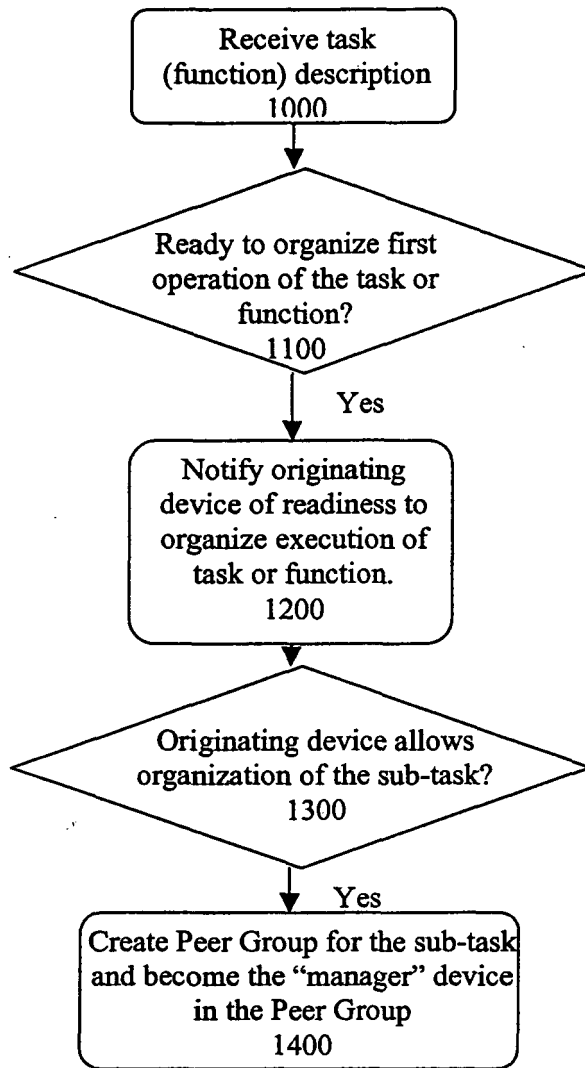 Receive task
(function) description
1000
Ready to organize first
operation of the task or
function?
1100
Yes
Notify originating
device of readiness to
organize execution of
task or function.
1200
Originating device allows
organization of the sub-task?
1300
Yes
Create Peer Group for the sub-task
and become the “manager” device
in the Peer Group
1400